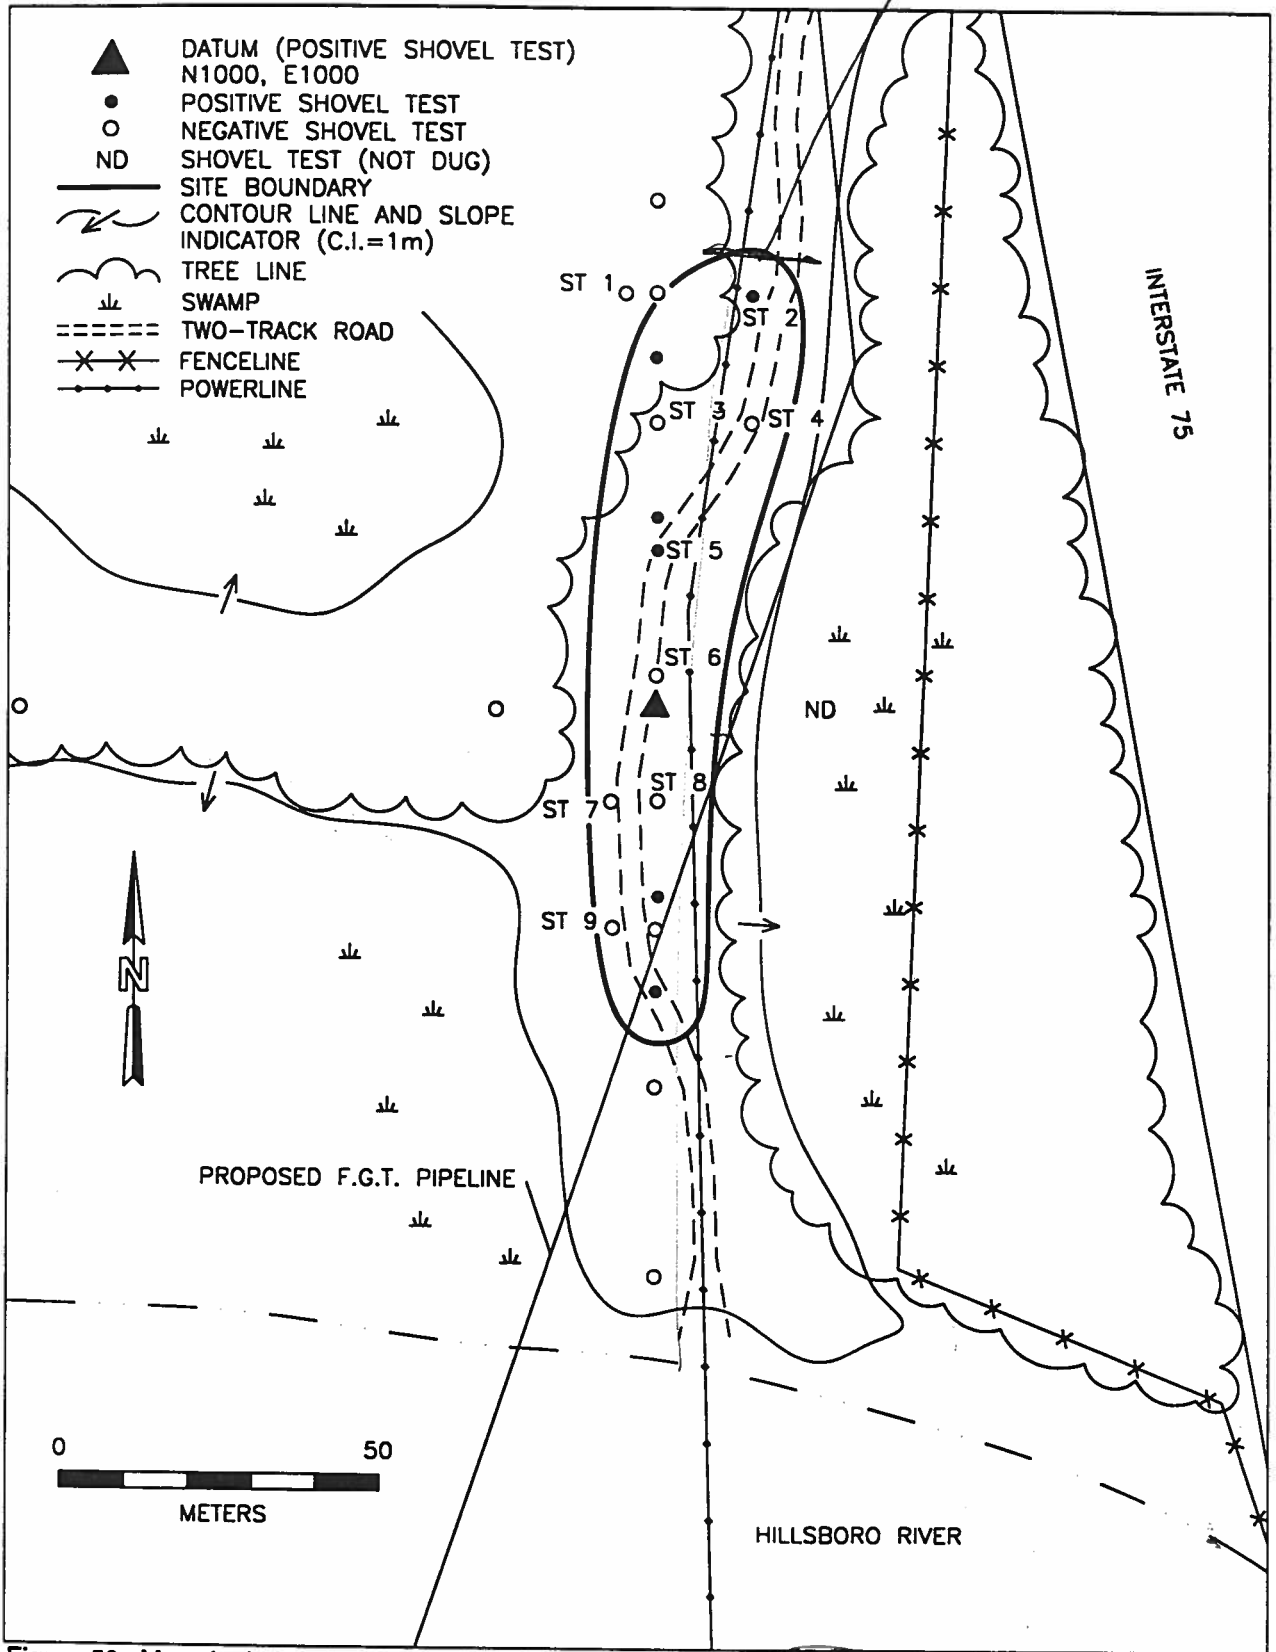 DATUM (POSITIVE SHOVEL TEST)
N1000, E1000
POSITIVE SHOVEL TEST
NEGATIVE SHOVEL TEST
ND SHOVEL TEST (NOT DUG)
SITE BOUNDARY
CONTOUR LINE AND SLOPE
INDICATOR (C.I.=1m)
TREE LINE
SWAMP
TWO-TRACK ROAD
FENCELINE
POWERLINE
ST 1
ST 2
ST 3
ST 4
INTERSTATE 75
ST 5
ST 6
ND
ST 8
ST 7
ST 9
N
PROPOSED F.G.T. PIPELINE
0 50
METERS
HILLSBORO RIVER